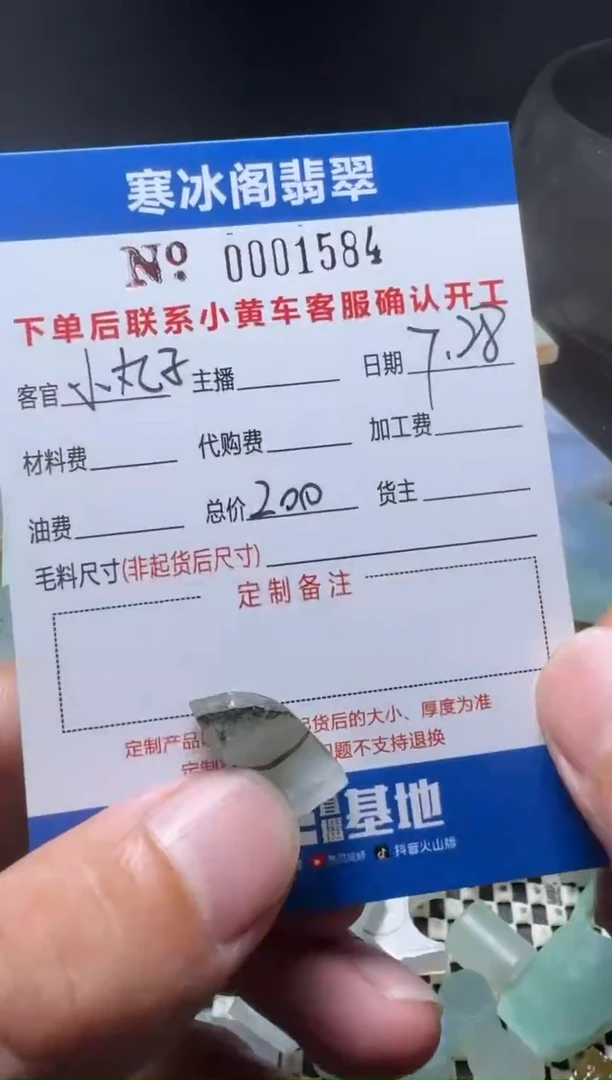 寒冰阁翡翠
Nº 0001584
下单后联系小黄车客服确认开工
客官 小丸子 主播 日期 7.28
材料费 代购费 加工费
油费 总价 200 货主
毛料尺寸(非起货后尺寸)
定制备注
定制产品 货后的大小、厚度为准
定制 问题不支持退换
直播基地
抖音火山版